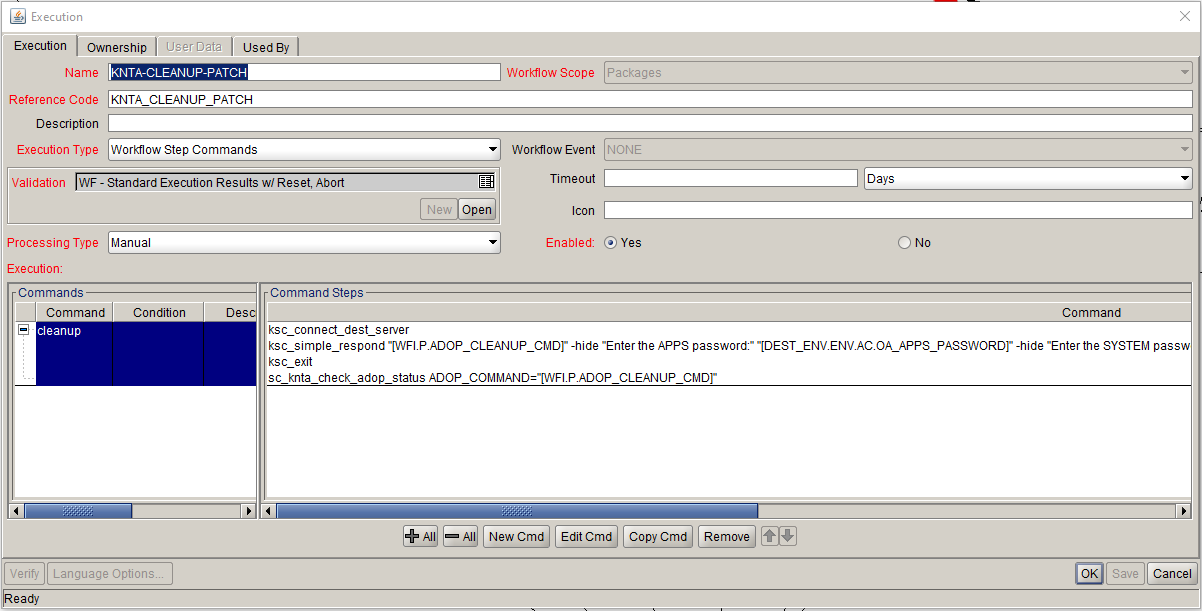 Execution
Execution Ownership User Data Used By
Name KNTA-CLEANUP-PATCH Workflow Scope Packages
Reference Code KNTA_CLEANUP_PATCH
Description
Execution Type Workflow Step Commands Workflow Event NONE
Validation WF - Standard Execution Results w/ Reset, Abort Timeout Days
New Open Icon
Processing Type Manual Enabled: Yes No
Execution:
Commands Command Steps
Command Condition Desc Command
cleanup ksc_connect_dest_server
ksc_simple_respond "[WFI.P.ADOP_CLEANUP_CMD]" -hide "Enter the APPS password:" "[DEST_ENV.ENV.AC.OA_APPS_PASSWORD]" -hide "Enter the SYSTEM passw
ksc_exit
sc_knta_check_adop_status ADOP_COMMAND="[WFI.P.ADOP_CLEANUP_CMD]"
All All New Cmd Edit Cmd Copy Cmd Remove
Verify Language Options... OK Save Cancel
Ready